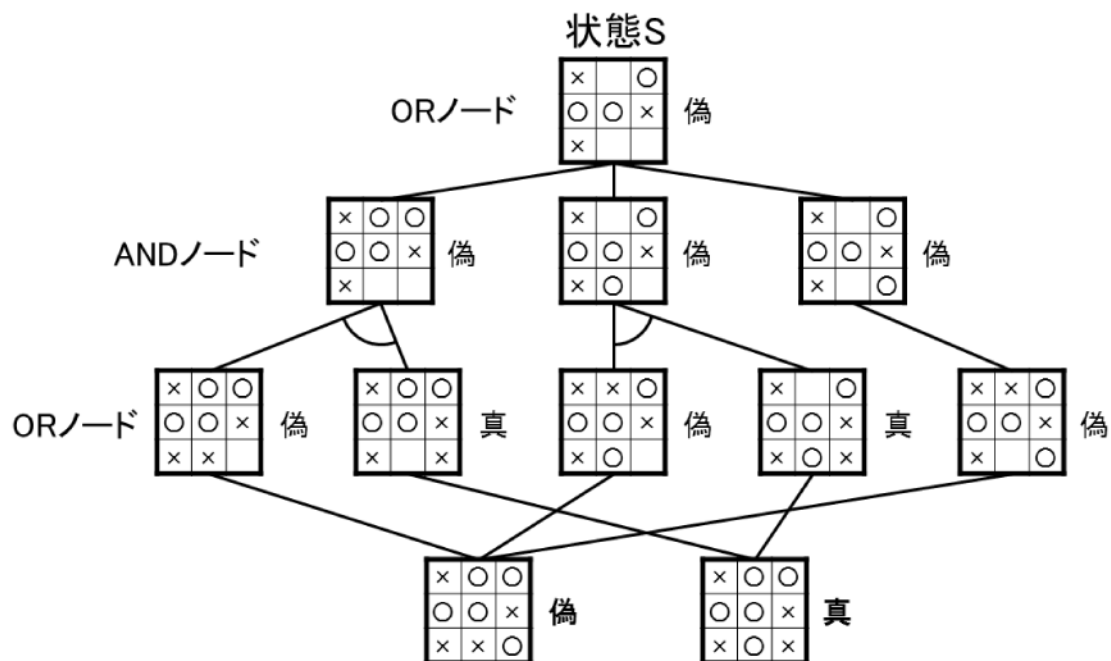 状態S
× ○
ORノード ○ ○ × 偽
×
× ○ ○ × ○ × ○
ANDノード ○ ○ × 偽 ○ ○ × 偽 ○ ○ × 偽
× × ○ × ○
× ○ ○ × ○ ○ × × ○ × ○ × × ○
ORノード ○ ○ × 偽 ○ ○ × 真 ○ ○ × 偽 ○ ○ × 真 ○ ○ × 偽
× × × × × ○ × ○ × × ○
× ○ ○ × ○ ○
○ ○ × 偽 ○ ○ × 真
× × ○ × ○ ×